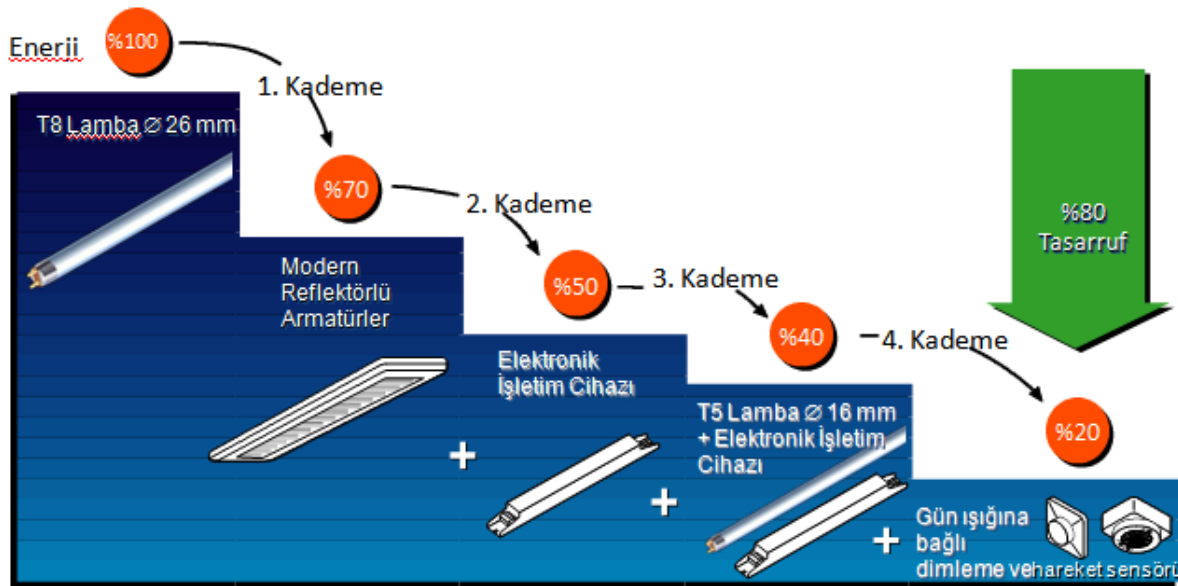 Enerji
%100
1. Kademe
T8 Lamba ∅ 26 mm
%70
2. Kademe
Modern
Reflektörlü
Armatürler
%50
3. Kademe
Elektronik
İşletim Cihazı
%40
4. Kademe
T5 Lamba ∅ 16 mm
+ Elektronik İşletim
Cihazı
%20
%80
Tasarruf
+
+
+
Gün ışığına
bağlı
dimleme ve hareket sensörü